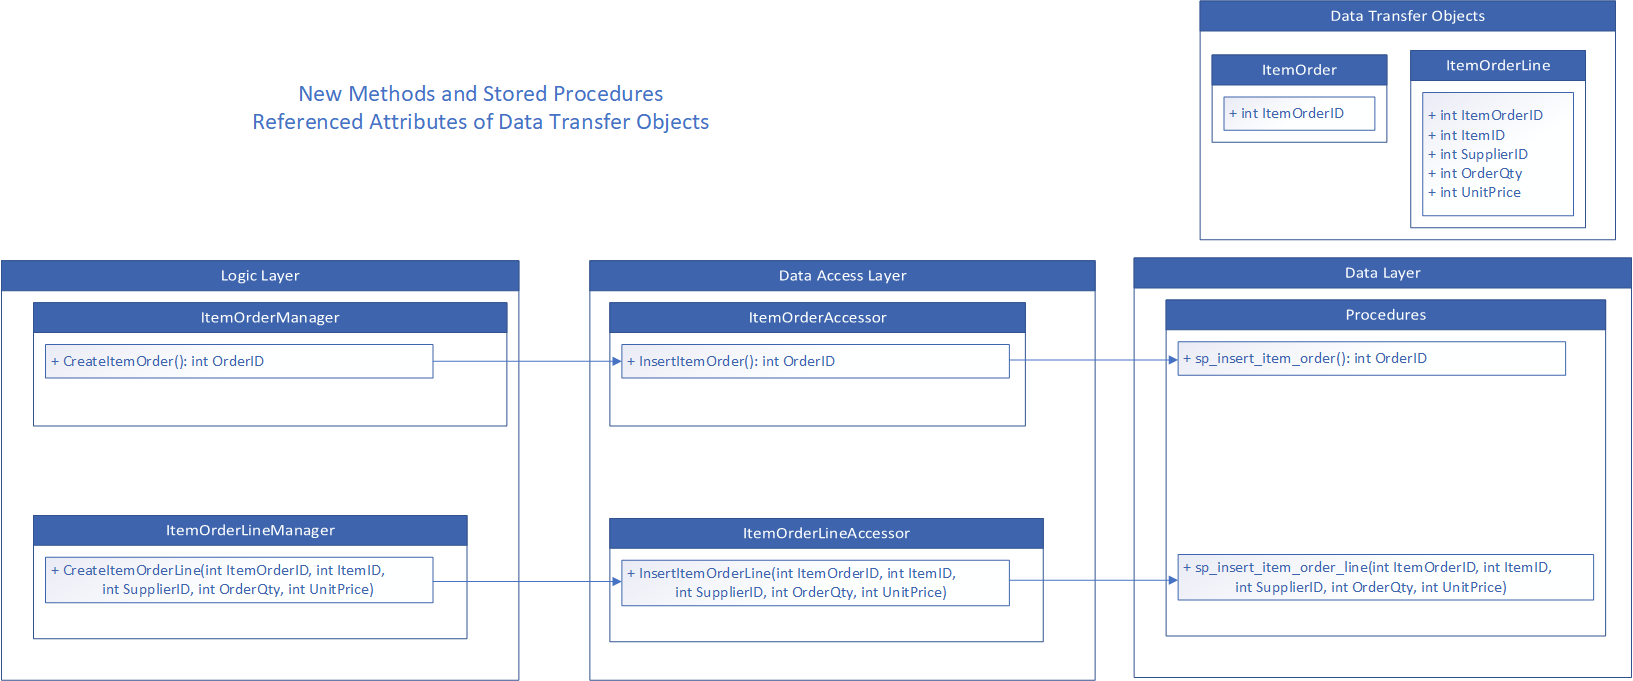 Data Transfer Objects
ItemOrder
+ int ItemOrderID
ItemOrderLine
+ int ItemOrderID
+ int ItemID
+ int SupplierID
+ int OrderQty
+ int UnitPrice
New Methods and Stored Procedures
Referenced Attributes of Data Transfer Objects
Logic Layer
ItemOrderManager
+ CreateItemOrder(): int OrderID
ItemOrderLineManager
+ CreateItemOrderLine(int ItemOrderID, int ItemID,
int SupplierID, int OrderQty, int UnitPrice)
Data Access Layer
ItemOrderAccessor
+ InsertItemOrder(): int OrderID
ItemOrderLineAccessor
+ InsertItemOrderLine(int ItemOrderID, int ItemID,
int SupplierID, int OrderQty, int UnitPrice)
Data Layer
Procedures
+ sp_insert_item_order(): int OrderID
+ sp_insert_item_order_line(int ItemOrderID, int ItemID,
int SupplierID, int OrderQty, int UnitPrice)